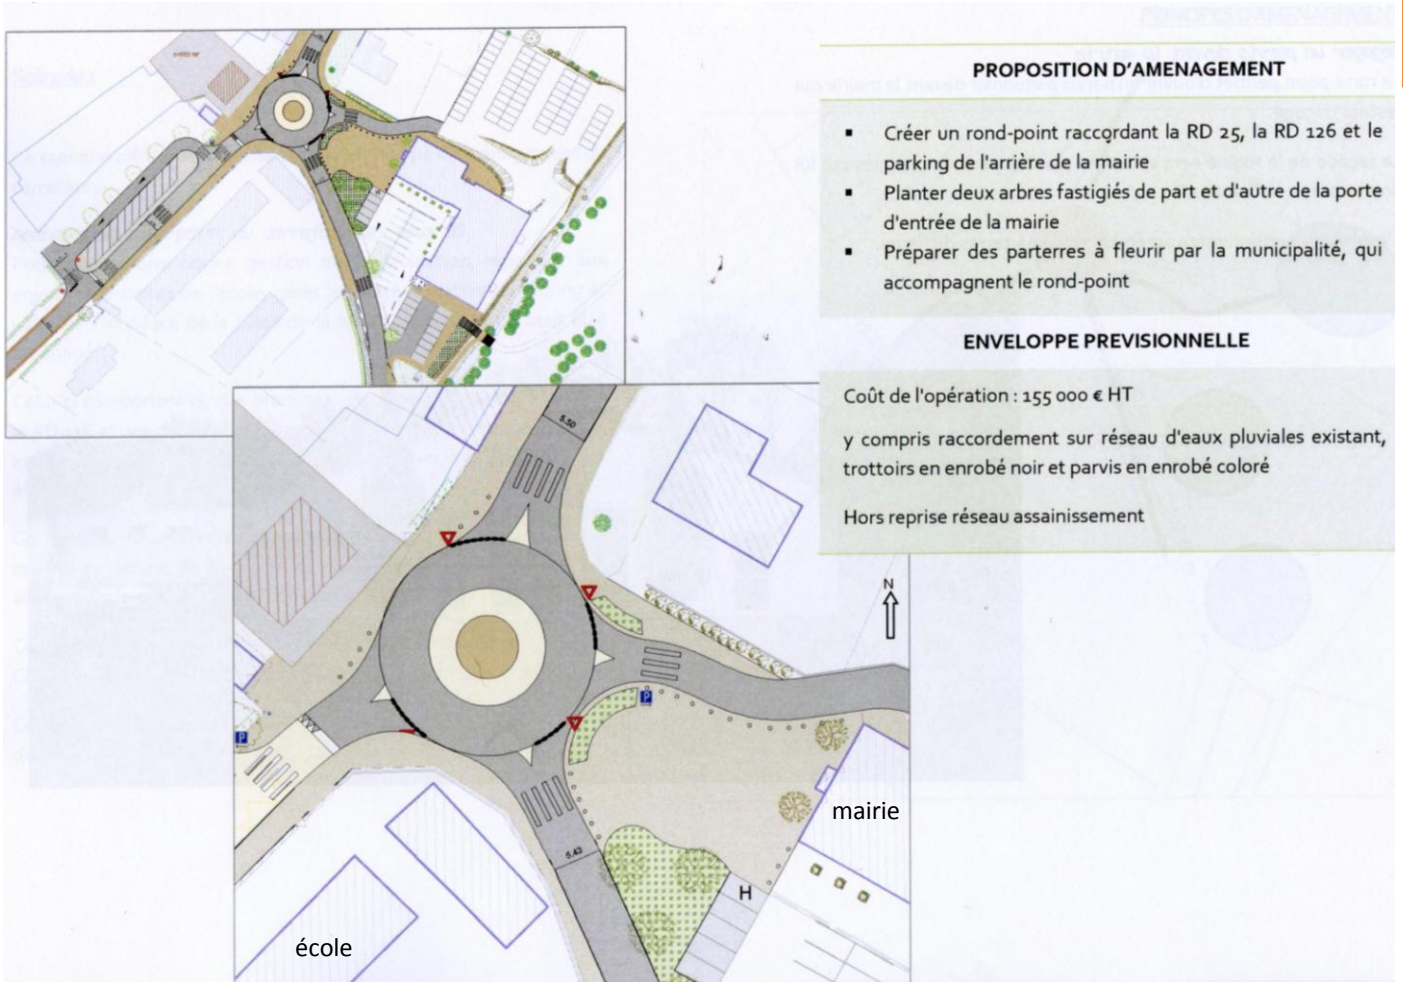 PROPOSITION D'AMENAGEMENT
▪ Créer un rond-point raccordant la RD 25, la RD 126 et le
parking de l'arrière de la mairie
▪ Planter deux arbres fastigiés de part et d'autre de la porte
d'entrée de la mairie
▪ Préparer des parterres à fleurir par la municipalité, qui
accompagnent le rond-point
ENVELOPPE PREVISIONNELLE
Coût de l'opération : 155 000 € HT
y compris raccordement sur réseau d'eaux pluviales existant,
trottoirs en enrobé noir et parvis en enrobé coloré
Hors reprise réseau assainissement
5.50
N
P
P
mairie
5.43
H
école